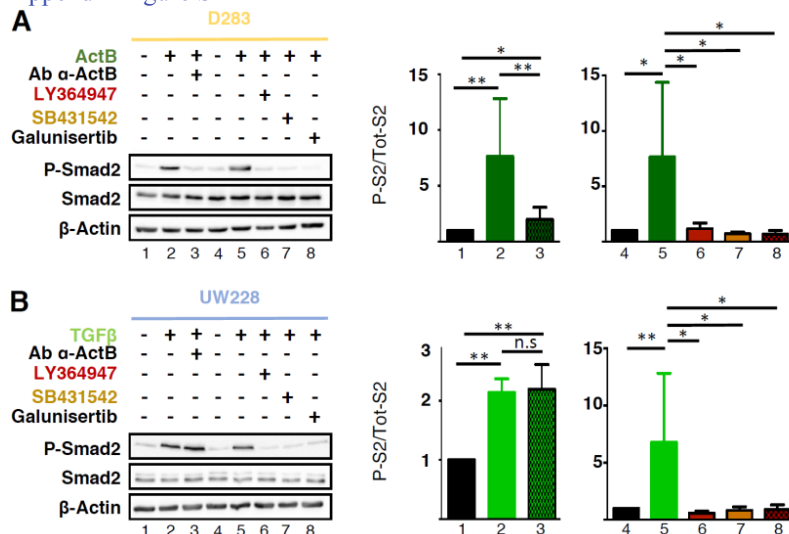 A
D283
ActB - + + - + + + +
Ab α-ActB - - + - - - - -
LY364947 - - - - - + - -
SB431542 - - - - - - + -
Galunisertib - - - - - - - +
P-Smad2
Smad2
β-Actin
1 2 3 4 5 6 7 8
P-S2/Tot-S2
15
10
5
*
** **
1 2 3
15
10
5
*
*
* *
4 5 6 7 8
B
UW228
TGFβ - + + - + + + +
Ab α-ActB - - + - - - - -
LY364947 - - - - - + - -
SB431542 - - - - - - + -
Galunisertib - - - - - - - +
P-Smad2
Smad2
β-Actin
1 2 3 4 5 6 7 8
P-S2/Tot-S2
3
2
1
**
** n.s
1 2 3
15
10
5
*
*
** *
4 5 6 7 8